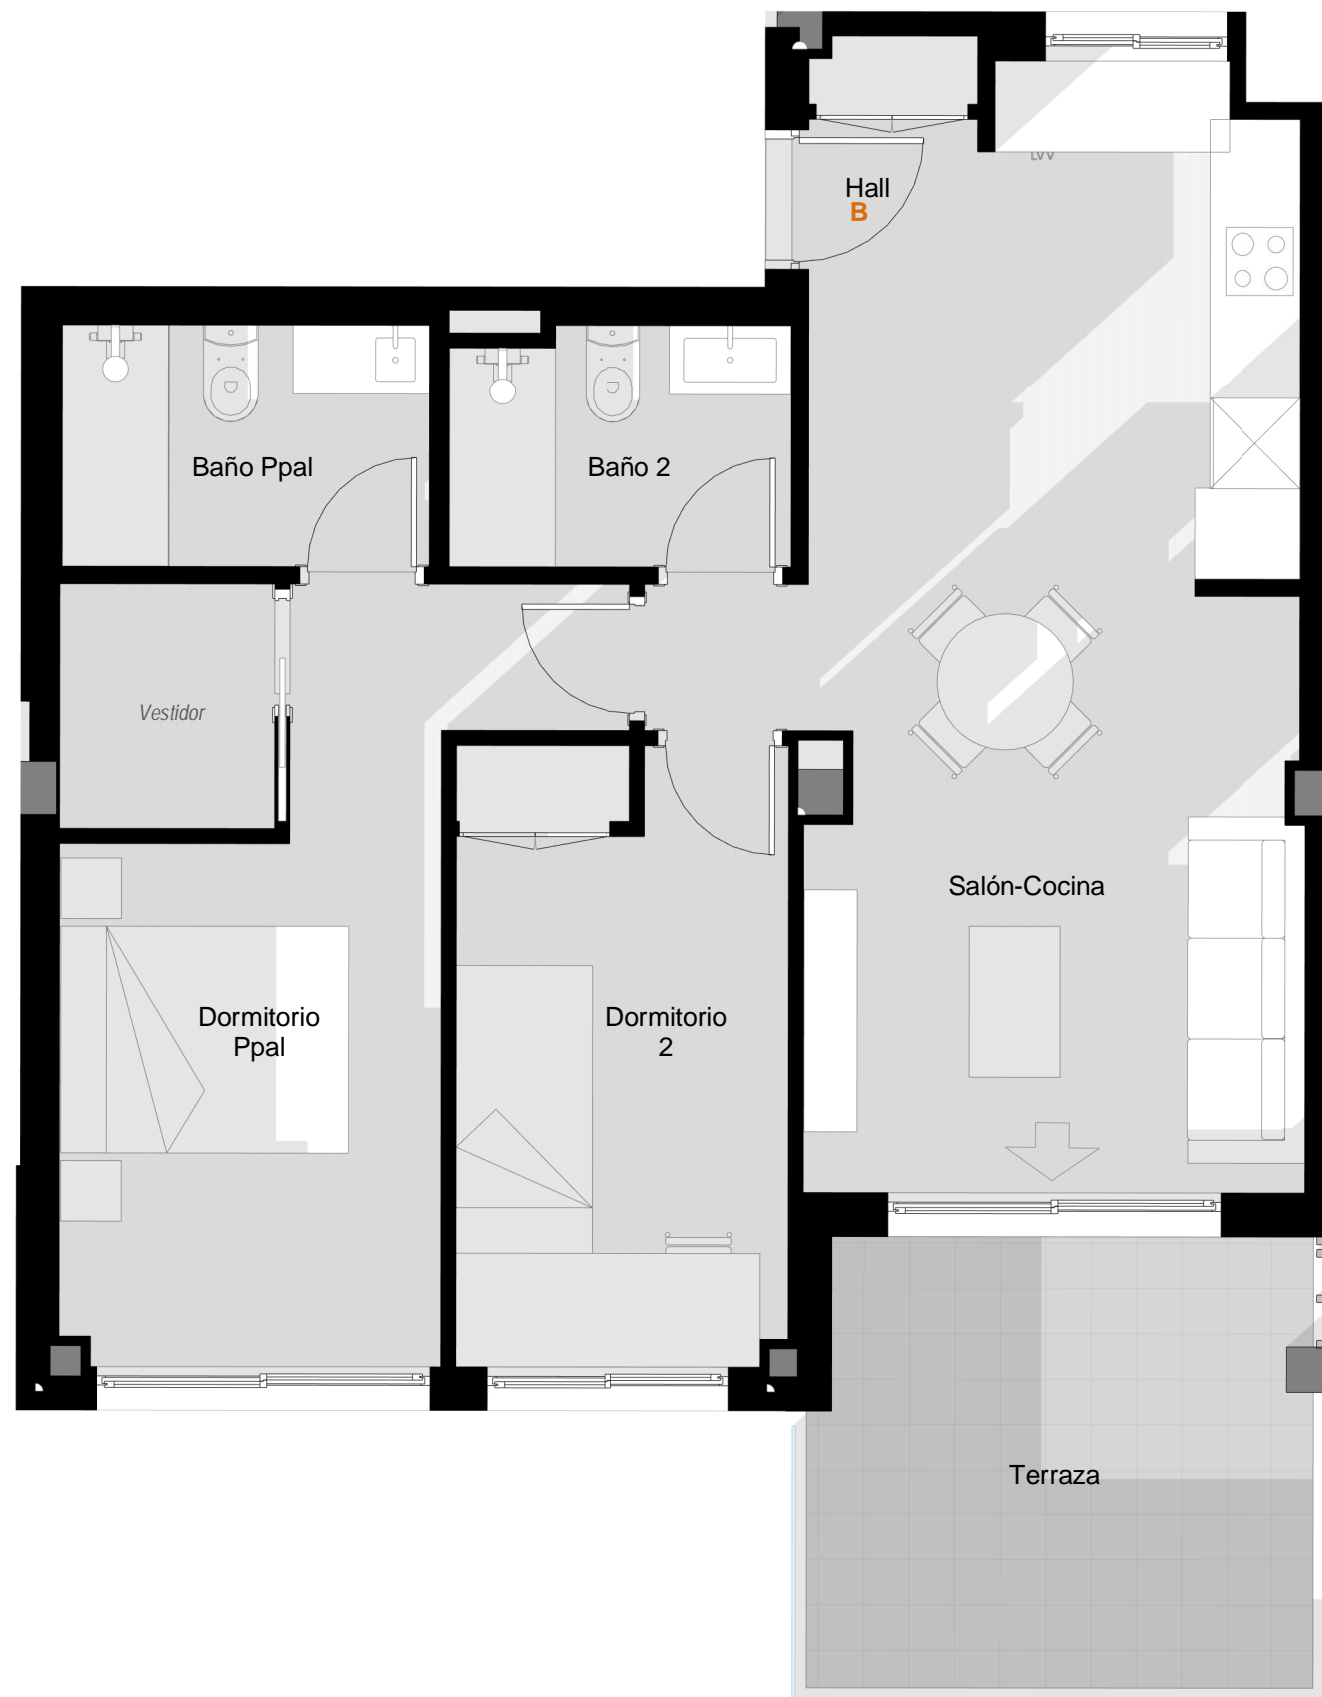 Hall
B
Baño Ppal
Baño 2
Vestidor
Salón-Cocina
Dormitorio
Ppal
Dormitorio
2
Terraza